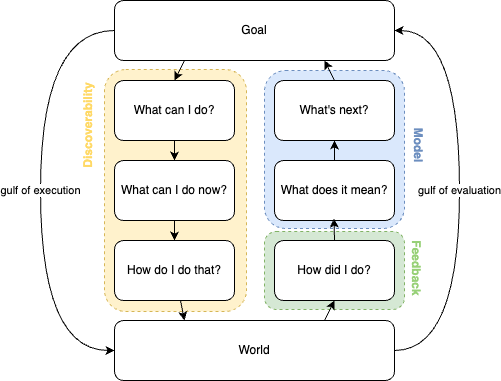 Goal
Discoverability
What can I do?
What's next?
Model
gulf of execution
What can I do now?
What does it mean?
gulf of evaluation
How do I do that?
How did I do?
Feedback
World